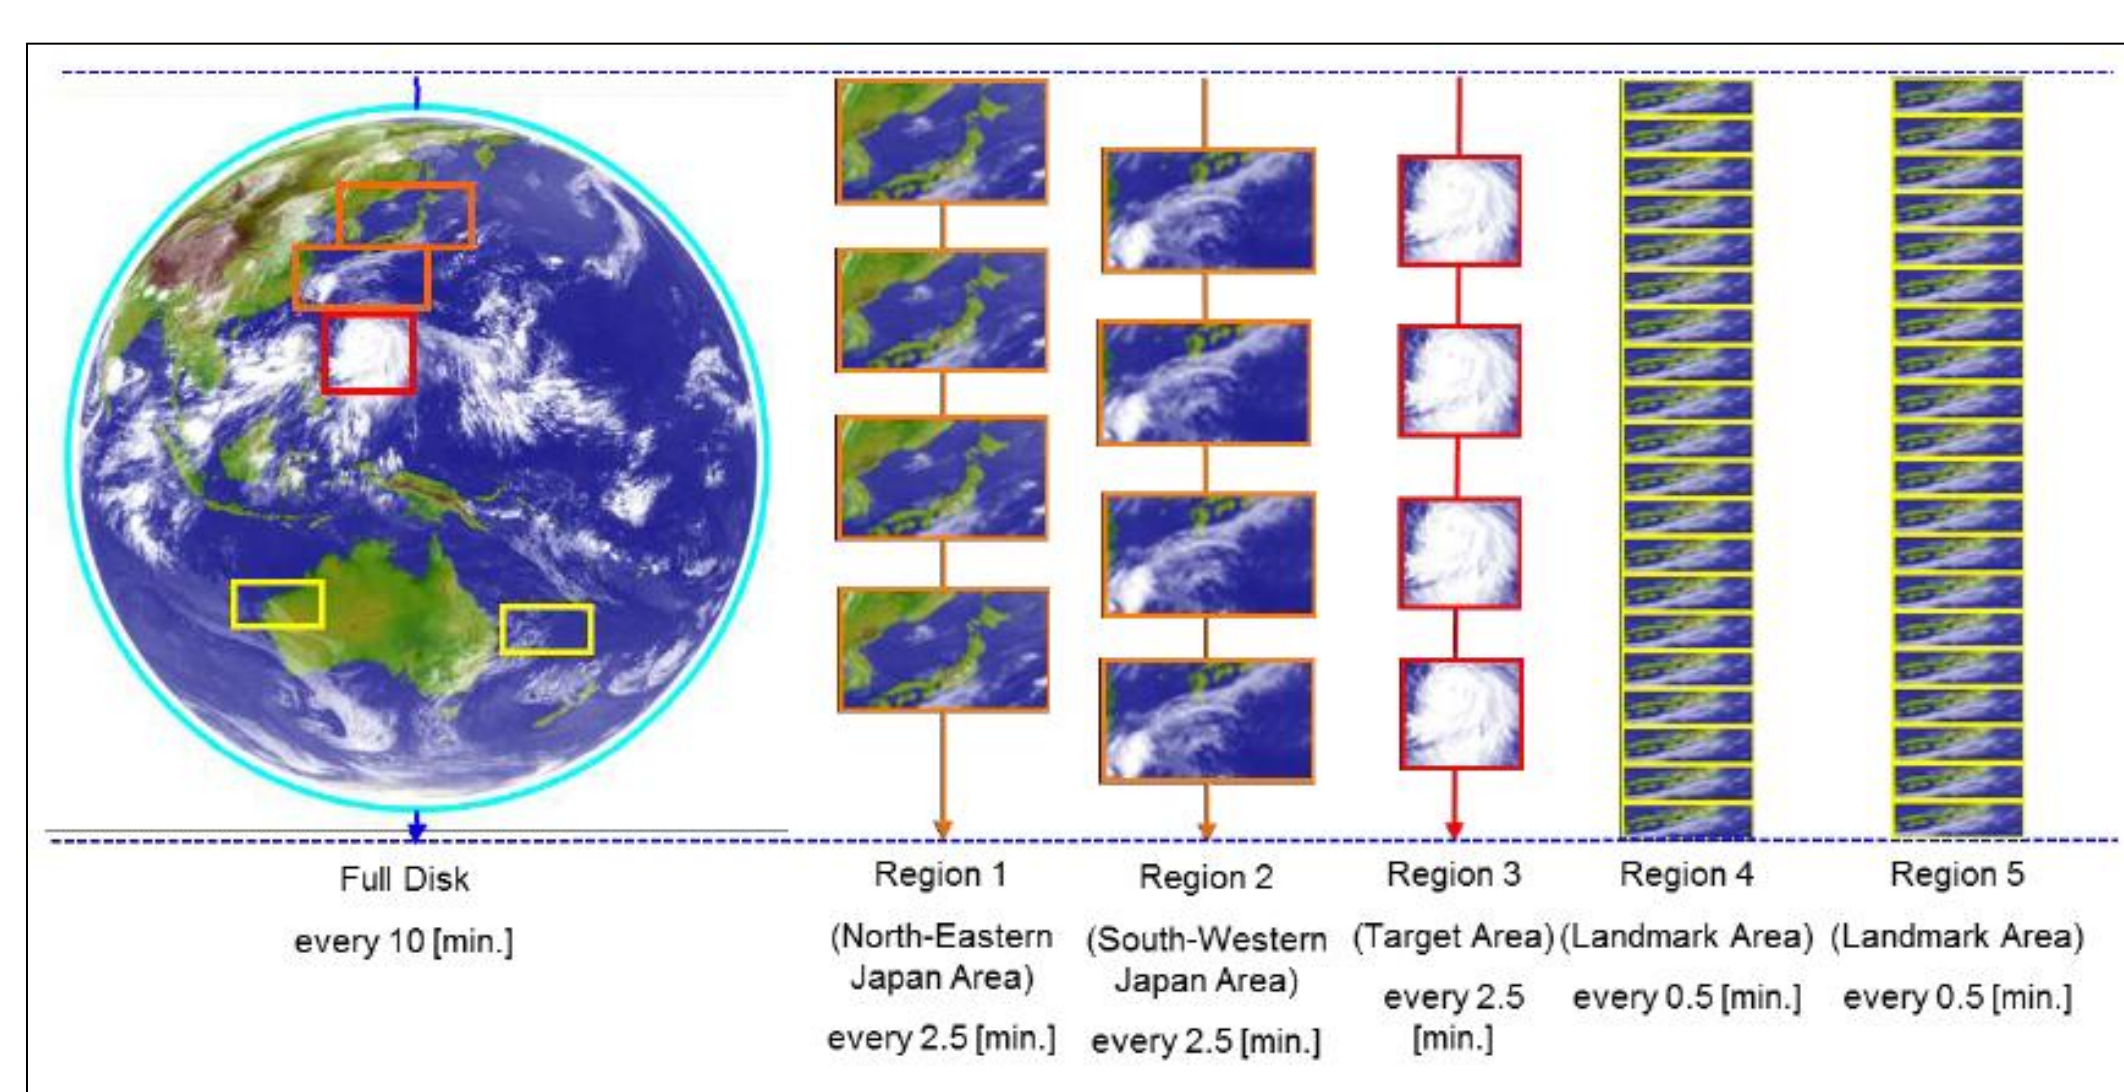 Full Disk
every 10 [min.]
Region 1
(North-Eastern
Japan Area)
every 2.5 [min.]
Region 2
(South-Western
Japan Area)
every 2.5 [min.]
Region 3
(Target Area)
every 2.5
[min.]
Region 4
(Landmark Area)
every 0.5 [min.]
Region 5
(Landmark Area)
every 0.5 [min.]